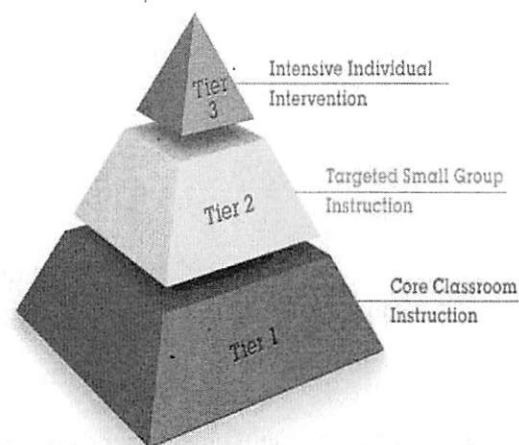 Tier
3
Intensive Individual
Intervention
Tier 2
Targeted Small Group
Instruction
Tier 1
Core Classroom
Instruction